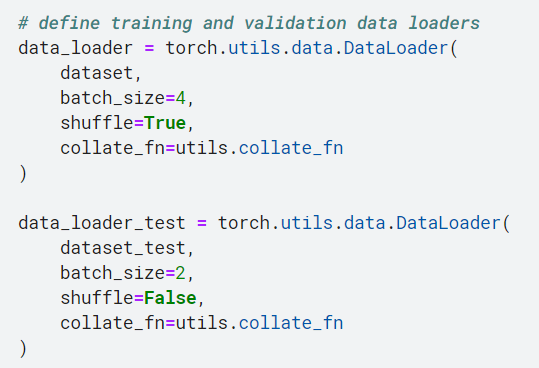 # define training and validation data loaders
data_loader = torch.utils.data.DataLoader(
    dataset,
    batch_size=4,
    shuffle=True,
    collate_fn=utils.collate_fn
)

data_loader_test = torch.utils.data.DataLoader(
    dataset_test,
    batch_size=2,
    shuffle=False,
    collate_fn=utils.collate_fn
)